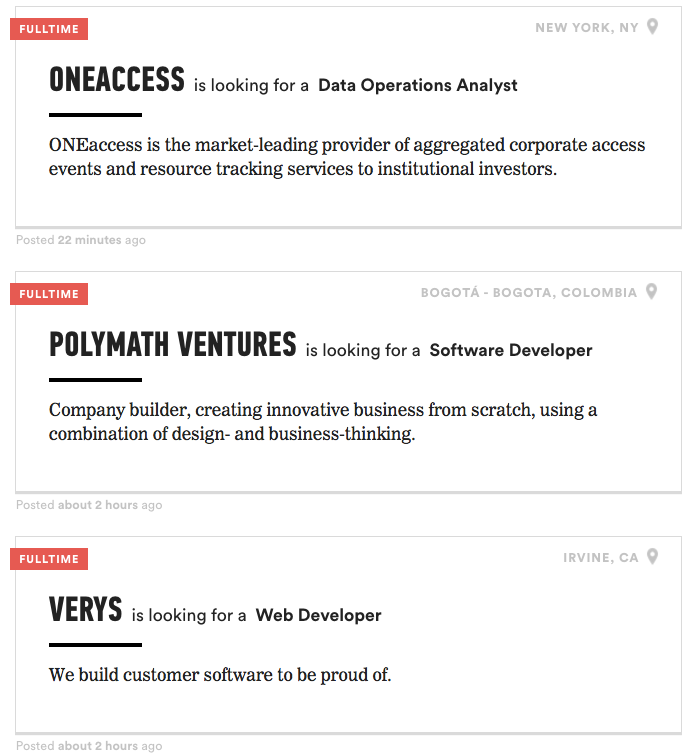 FULLTIME
NEW YORK, NY
ONEACCESS is looking for a Data Operations Analyst
ONEaccess is the market-leading provider of aggregated corporate access
events and resource tracking services to institutional investors.
Posted 22 minutes ago
FULLTIME
BOGOTÁ - BOGOTA, COLOMBIA
POLYMATH VENTURES is looking for a Software Developer
Company builder, creating innovative business from scratch, using a
combination of design- and business-thinking.
Posted about 2 hours ago
FULLTIME
IRVINE, CA
VERYS is looking for a Web Developer
We build customer software to be proud of.
Posted about 2 hours ago